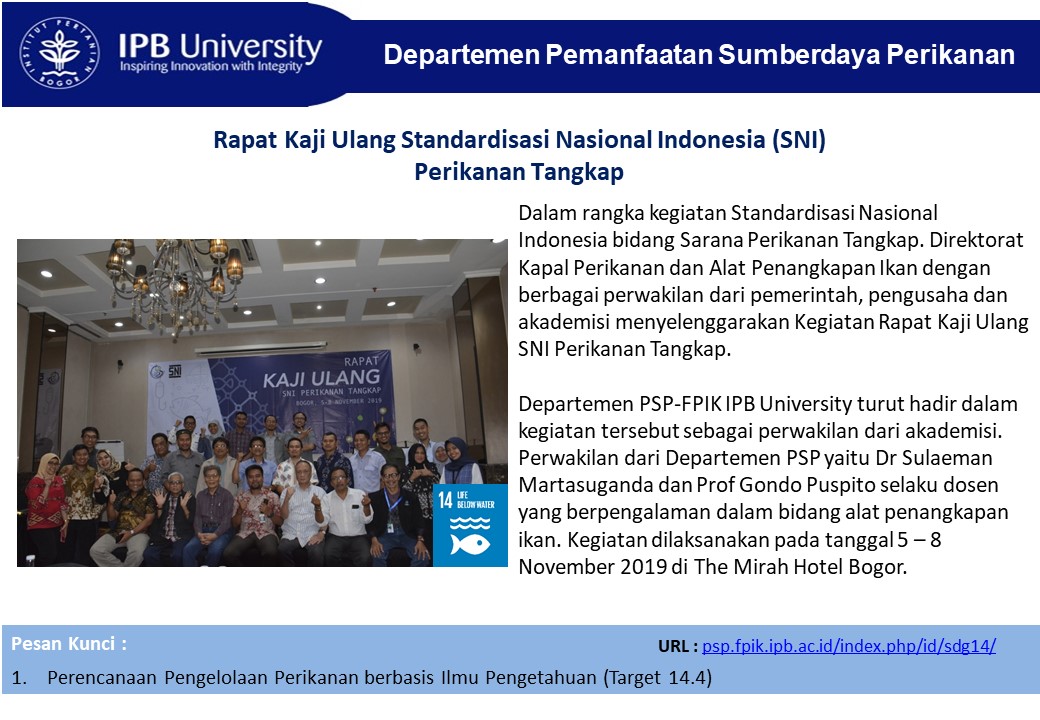 INSTITUT PERTANIAN BOGOR
IPB University
Inspiring Innovation with Integrity
Departemen Pemanfaatan Sumberdaya Perikanan
Rapat Kaji Ulang Standardisasi Nasional Indonesia (SNI)
Perikanan Tangkap
RAPAT
KAJI ULANG
SNI PERIKANAN TANGKAP
BOGOR, 5-8 NOVEMBER 2019
SNI
14 LIFE
BELOW WATER
Dalam rangka kegiatan Standardisasi Nasional
Indonesia bidang Sarana Perikanan Tangkap. Direktorat
Kapal Perikanan dan Alat Penangkapan Ikan dengan
berbagai perwakilan dari pemerintah, pengusaha dan
akademisi menyelenggarakan Kegiatan Rapat Kaji Ulang
SNI Perikanan Tangkap.
Departemen PSP-FPIK IPB University turut hadir dalam
kegiatan tersebut sebagai perwakilan dari akademisi.
Perwakilan dari Departemen PSP yaitu Dr Sulaeman
Martasuganda dan Prof Gondo Puspito selaku dosen
yang berpengalaman dalam bidang alat penangkapan
ikan. Kegiatan dilaksanakan pada tanggal 5 – 8
November 2019 di The Mirah Hotel Bogor.
Pesan Kunci :
URL : psp.fpik.ipb.ac.id/index.php/id/sdg14/
1. Perencanaan Pengelolaan Perikanan berbasis Ilmu Pengetahuan (Target 14.4)